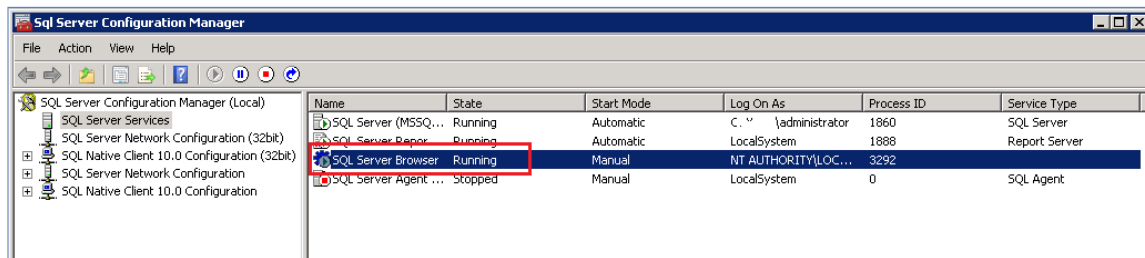 Sql Server Configuration Manager
File Action View Help
SQL Server Configuration Manager (Local)
SQL Server Services
SQL Server Network Configuration (32bit)
SQL Native Client 10.0 Configuration (32bit)
SQL Server Network Configuration
SQL Native Client 10.0 Configuration
Name State Start Mode Log On As Process ID Service Type
SQL Server (MSSQ... Running Automatic \administrator 1860 SQL Server
SQL Server Repor... Running Automatic LocalSystem 1888 Report Server
SQL Server Browser Running Manual NT AUTHORITY\LOC... 3292
SQL Server Agent ... Stopped Manual LocalSystem 0 SQL Agent